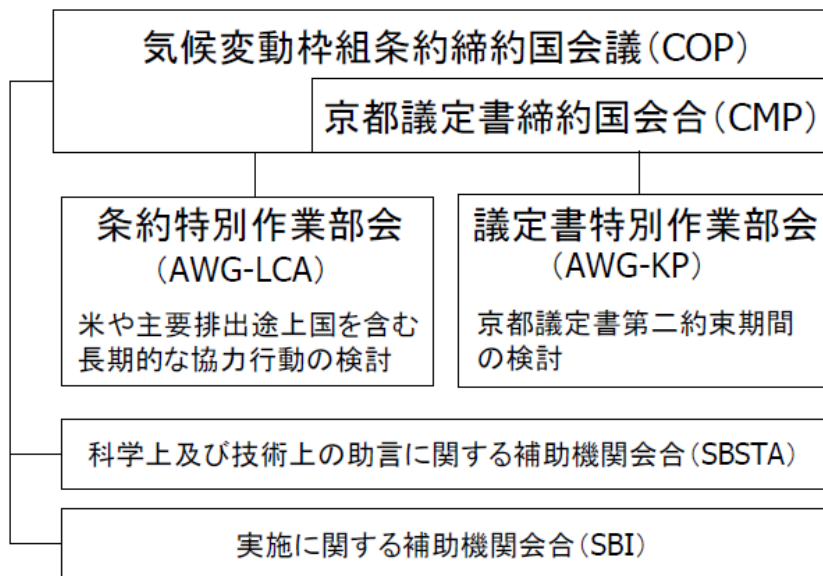 気候変動枠組条約締約国会議(COP)
京都議定書締約国会合(CMP)
条約特別作業部会
(AWG-LCA)
米や主要排出途上国を含む
長期的な協力行動の検討
議定書特別作業部会
(AWG-KP)
京都議定書第二約束期間
の検討
科学上及び技術上の助言に関する補助機関会合(SBSTA)
実施に関する補助機関会合(SBI)